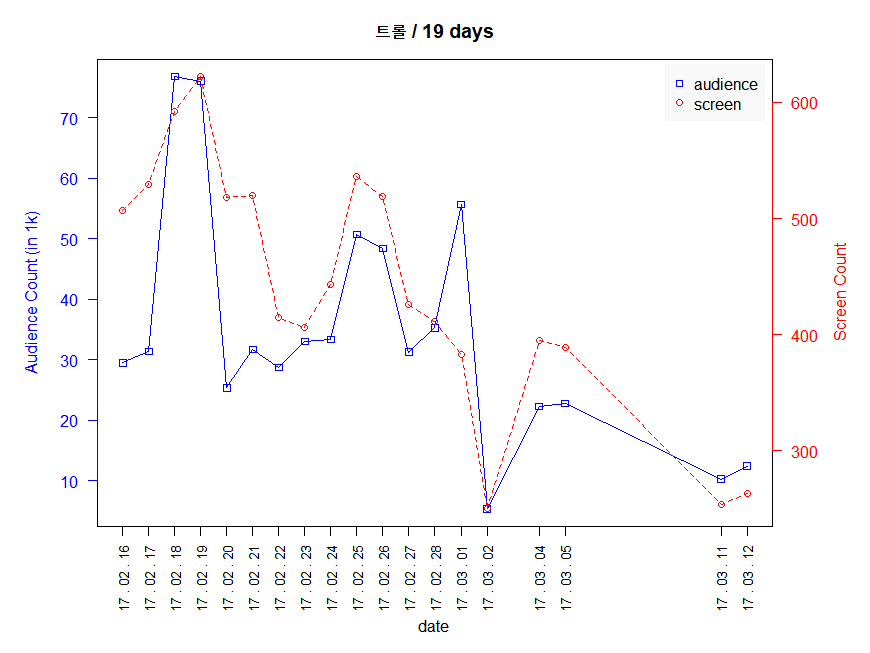 트롤 / 19 days
audience
screen
70
60
50
40
30
20
10
Audience Count (in 1k)
600
500
400
300
Screen Count
17 . 02 . 16
17 . 02 . 17
17 . 02 . 18
17 . 02 . 19
17 . 02 . 20
17 . 02 . 21
17 . 02 . 22
17 . 02 . 23
17 . 02 . 24
17 . 02 . 25
17 . 02 . 26
17 . 02 . 27
17 . 02 . 28
17 . 03 . 01
17 . 03 . 02
17 . 03 . 04
17 . 03 . 05
17 . 03 . 11
17 . 03 . 12
date